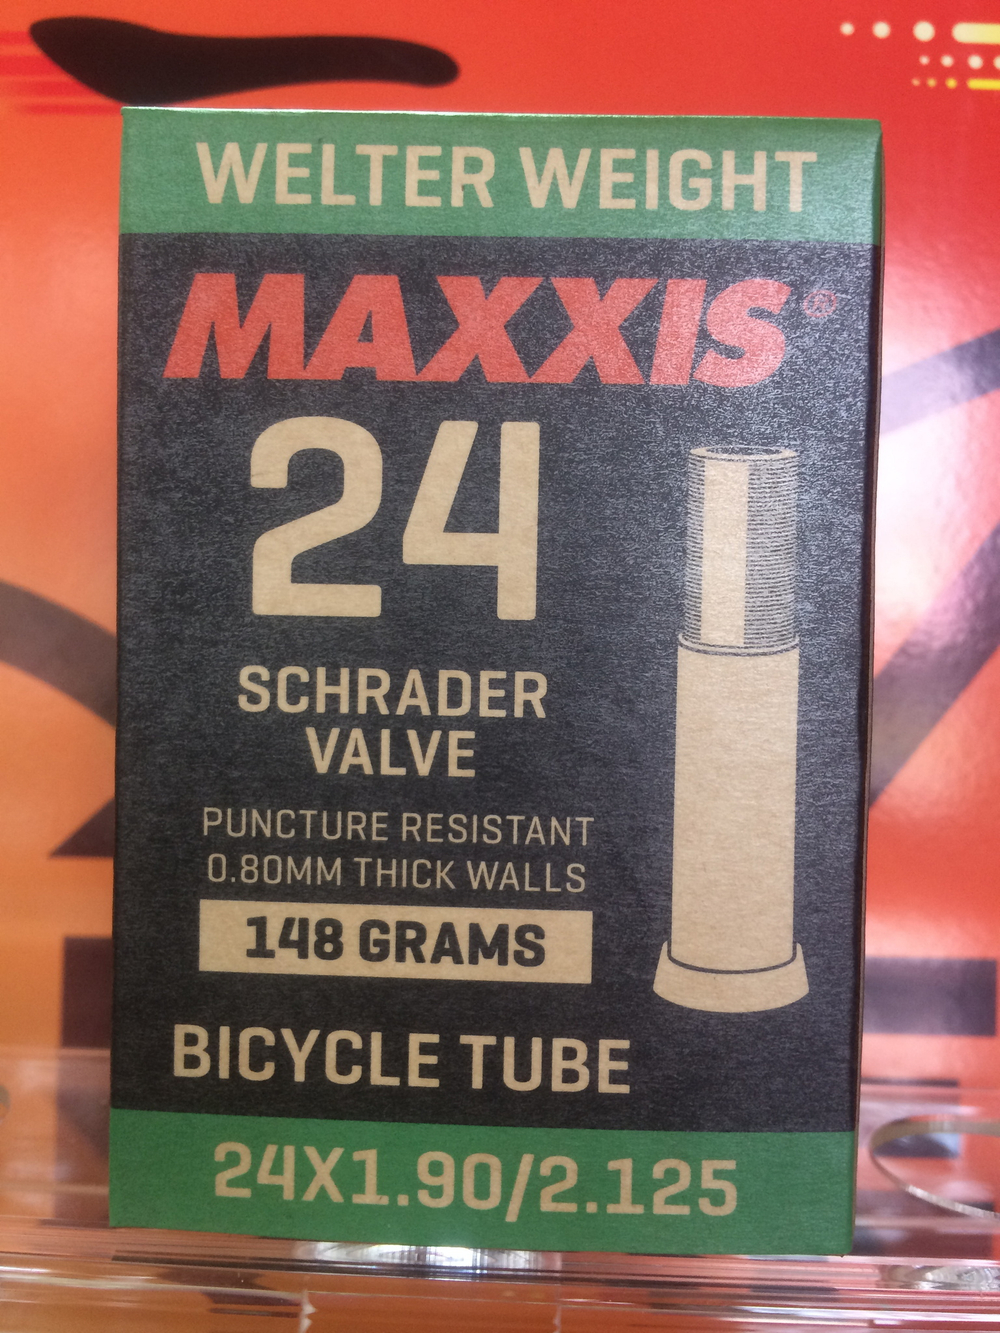 WELTER WEIGHT
MAXXIS®
24
SCHRADER
VALVE
PUNCTURE RESISTANT
0.80MM THICK WALLS
148 GRAMS
BICYCLE TUBE
24X1.90/2.125